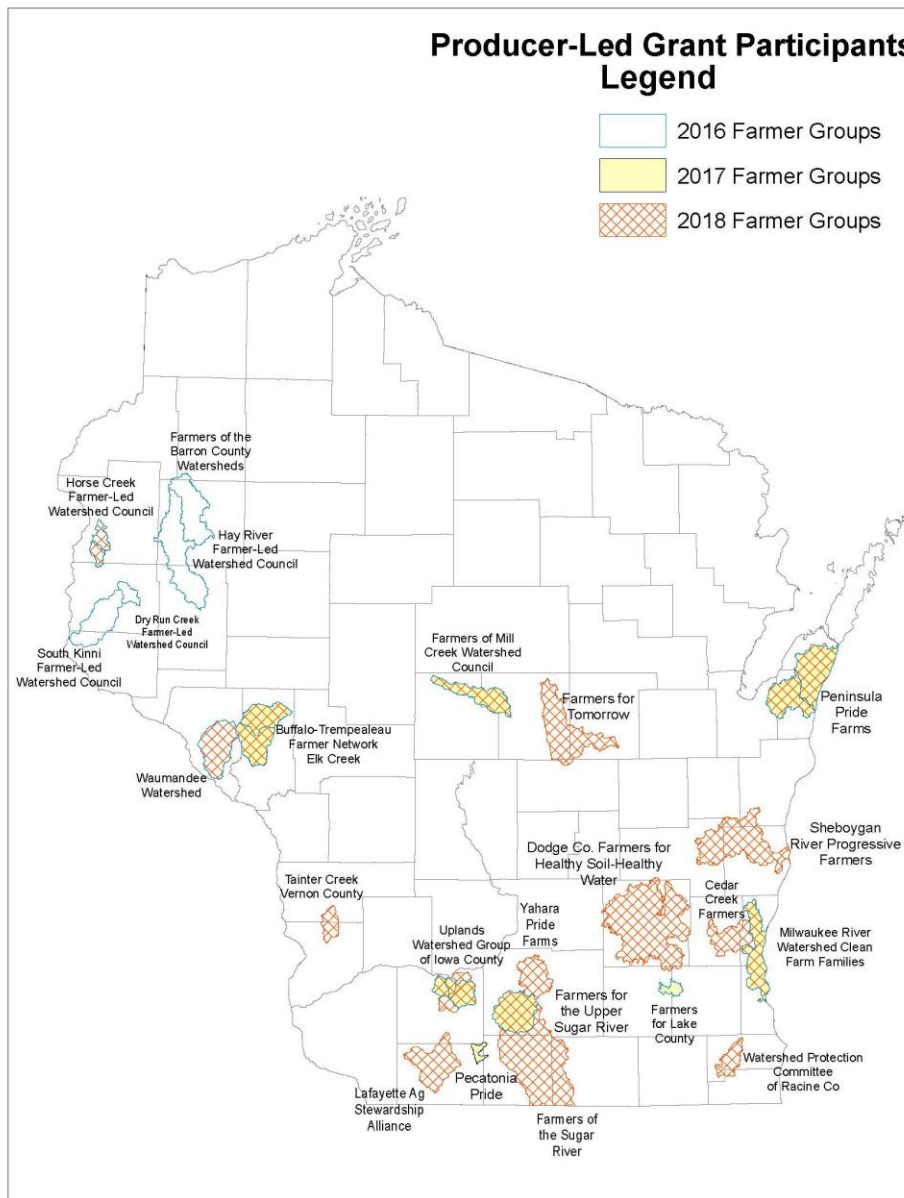 Producer-Led Grant Participants
Legend
2016 Farmer Groups
2017 Farmer Groups
2018 Farmer Groups
Farmers of the
Barron County
Watersheds
Horse Creek
Farmer-Led
Watershed Council
Hay River
Farmer-Led
Watershed Council
Dry Run Creek
Farmer-Led
Watershed Council
South Kinni
Farmer-Led
Watershed Council
Farmers of Mill
Creek Watershed
Council
Farmers for
Tomorrow
Peninsula
Pride
Farms
Buffalo-Trempealeau
Farmer Network
Elk Creek
Waumandee
Watershed
Sheboygan
River Progressive
Farmers
Dodge Co. Farmers for
Healthy Soil-Healthy
Water
Cedar
Creek
Farmers
Tainter Creek
Vernon County
Yahara
Pride
Farms
Uplands
Watershed Group
of Iowa County
Milwaukee River
Watershed Clean
Farm Families
Farmers for
the Upper
Sugar River
Farmers
for Lake
County
Watershed Protection
Committee
of Racine Co
Pecatonia
Pride
Lafayette Ag
Stewardship
Alliance
Farmers of
the Sugar
River